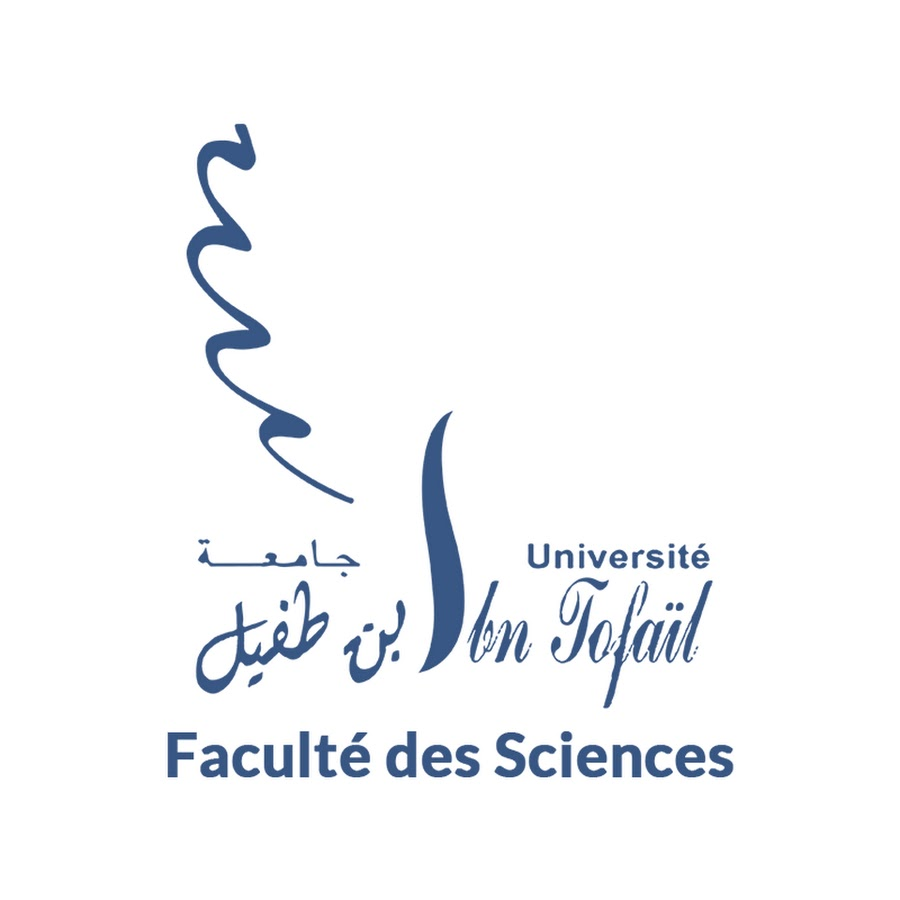 جامعة
ابن طفيل
Université
Ibn Tofaïl
Faculté des Sciences